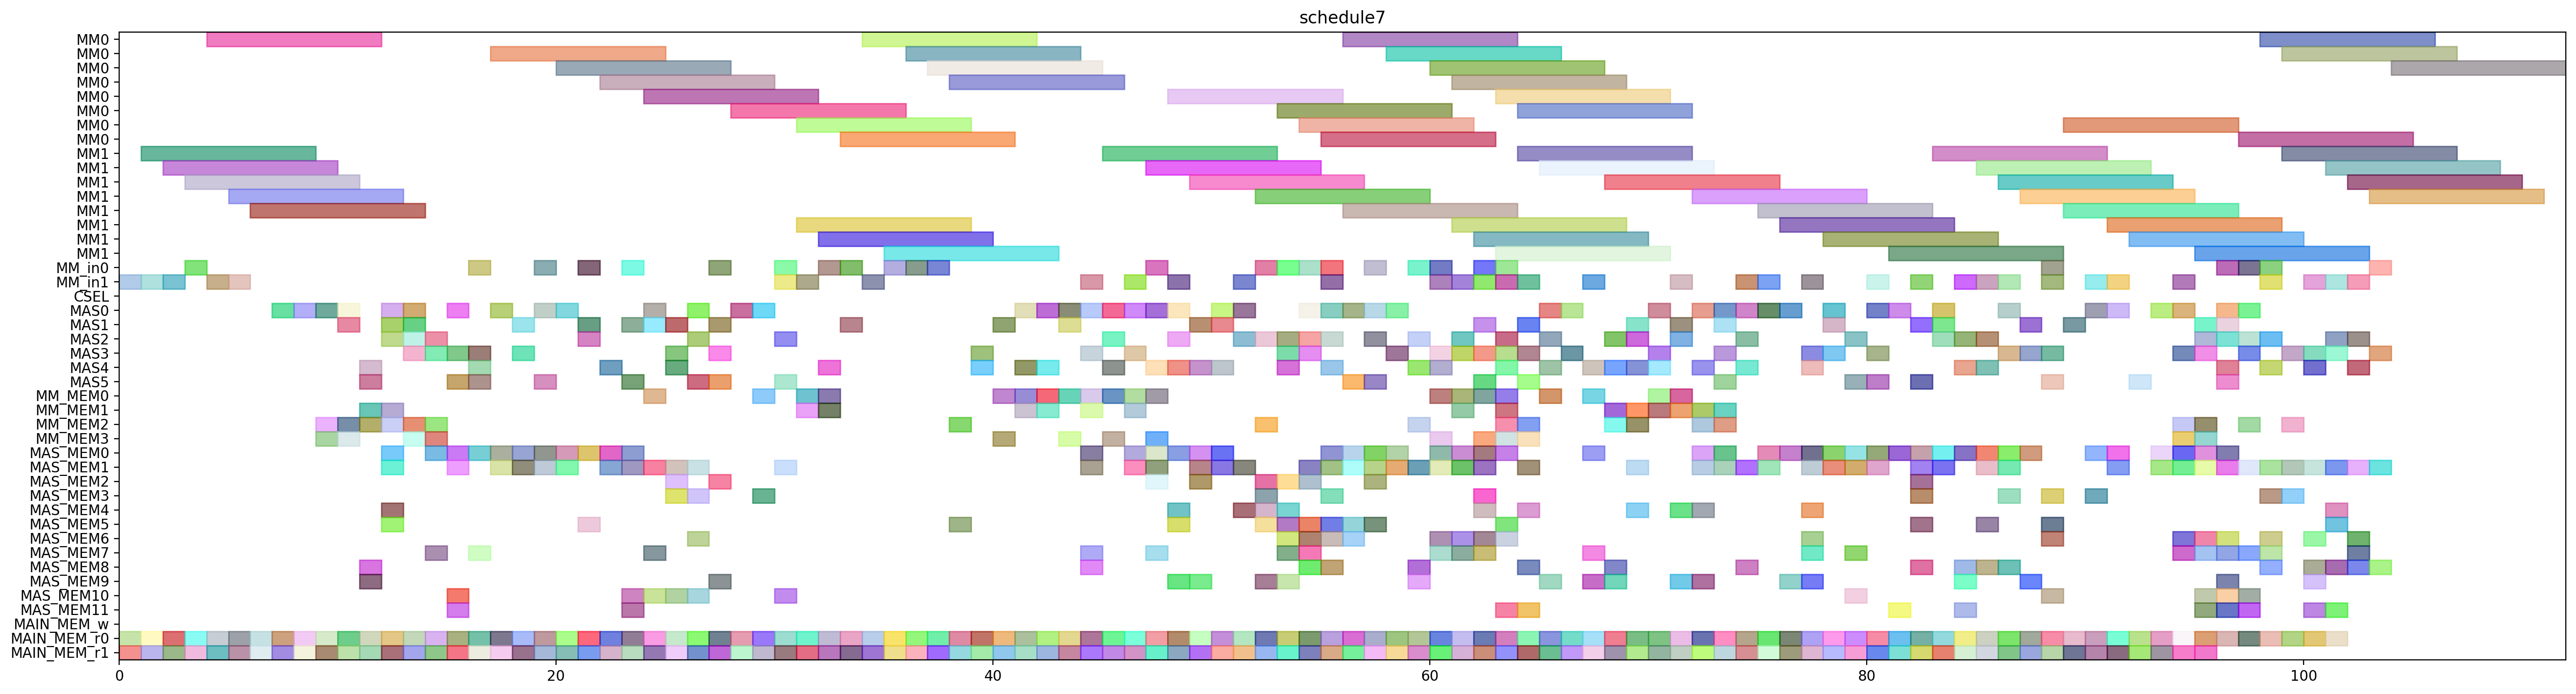 schedule7
MM0
MM0
MM0
MM0
MM0
MM0
MM0
MM0
MM1
MM1
MM1
MM1
MM1
MM1
MM1
MM1
MM_in0
MM_in1
CSEL
MAS0
MAS1
MAS2
MAS3
MAS4
MAS5
MM_MEM0
MM_MEM1
MM_MEM2
MM_MEM3
MAS_MEM0
MAS_MEM1
MAS_MEM2
MAS_MEM3
MAS_MEM4
MAS_MEM5
MAS_MEM6
MAS_MEM7
MAS_MEM8
MAS_MEM9
MAS_MEM10
MAS_MEM11
MAIN_MEM_w
MAIN_MEM_r0
MAIN_MEM_r1
0 20 40 60 80 100